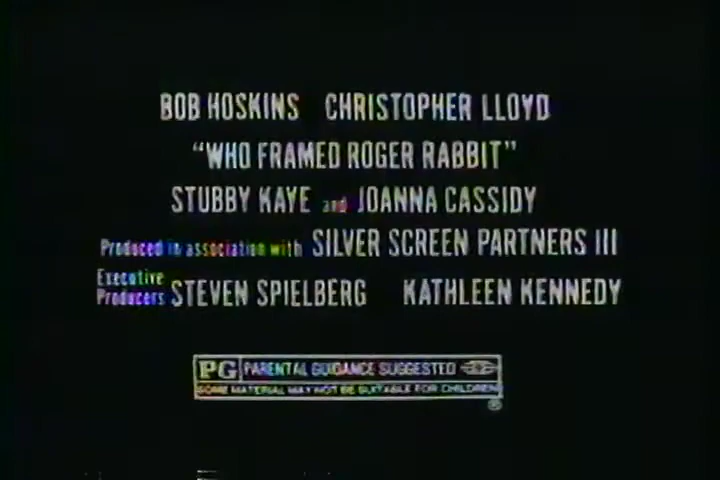 BOB HOSKINS CHRISTOPHER LLOYD
"WHO FRAMED ROGER RABBIT"
STUBBY KAYE and JOANNA CASSIDY
Produced in association with SILVER SCREEN PARTNERS III
Executive Producers STEVEN SPIELBERG KATHLEEN KENNEDY
PG PARENTAL GUIDANCE SUGGESTED
SOME MATERIAL MAY NOT BE SUITABLE FOR CHILDREN
®